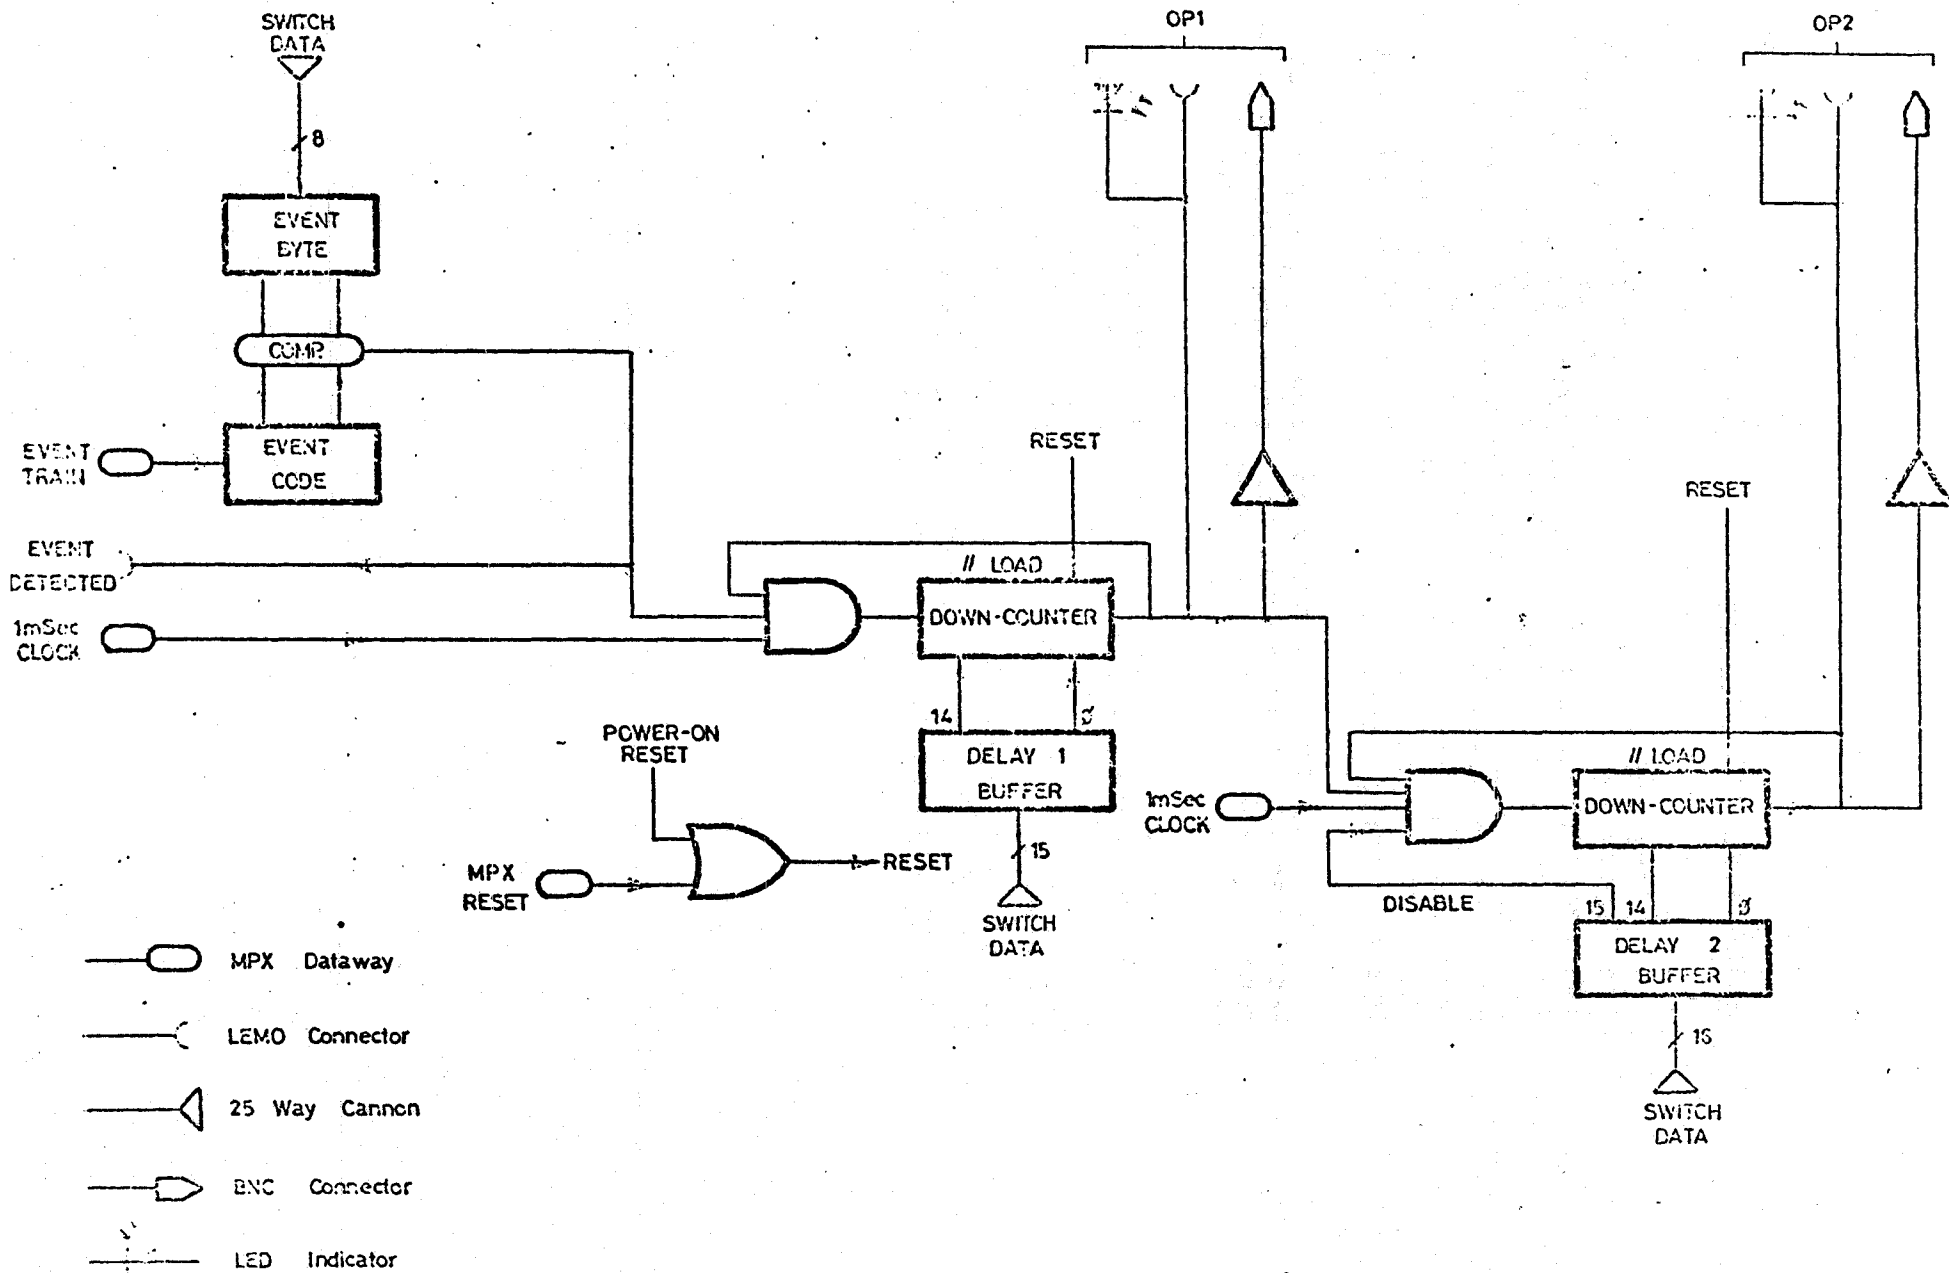 SWITCH
DATA
8
EVENT
BYTE
COMP.
EVENT
TRAIN
EVENT
CODE
EVENT
DETECTED
1mSec
CLOCK
OP1
OP2
RESET
// LOAD
DOWN-COUNTER
14
Ø
DELAY 1
BUFFER
15
SWITCH
DATA
POWER-ON
RESET
MPX
RESET
RESET
RESET
// LOAD
DOWN-COUNTER
1mSec
CLOCK
DISABLE
15
14
Ø
DELAY 2
BUFFER
16
SWITCH
DATA
MPX Dataway
LEMO Connector
25 Way Cannon
BNC Connector
LED Indicator